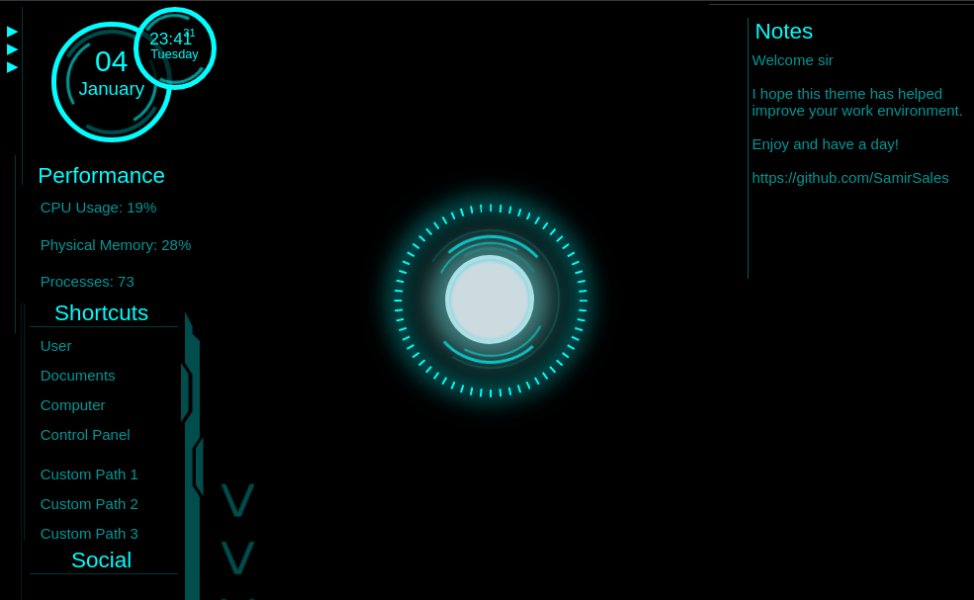 04
January
23:41
31
Tuesday
Performance
CPU Usage: 19%
Physical Memory: 28%
Processes: 73
Shortcuts
User
Documents
Computer
Control Panel
Custom Path 1
Custom Path 2
Custom Path 3
Social
Notes
Welcome sir
I hope this theme has helped
improve your work environment.
Enjoy and have a day!
https://github.com/SamirSales